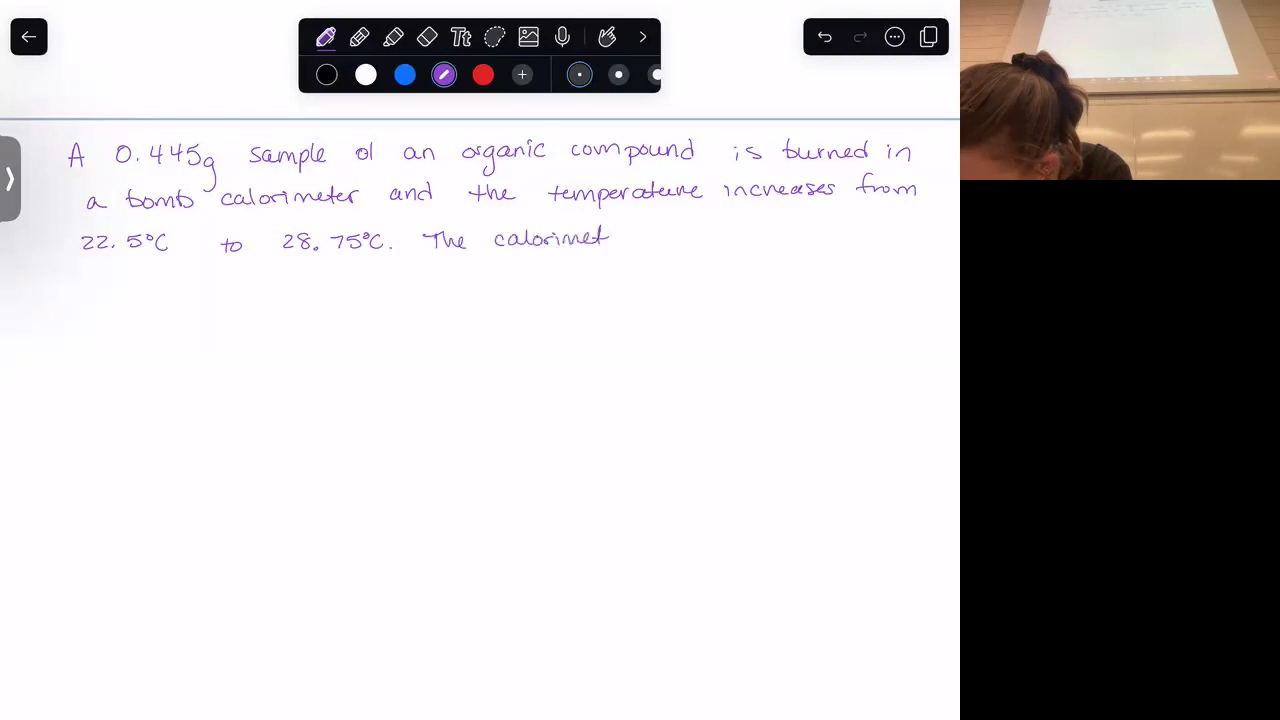 A 0.445g sample of an organic compound is burned in
a bomb calorimeter and the temperature increases from
22.5°C to 28.75°C. The calorimet